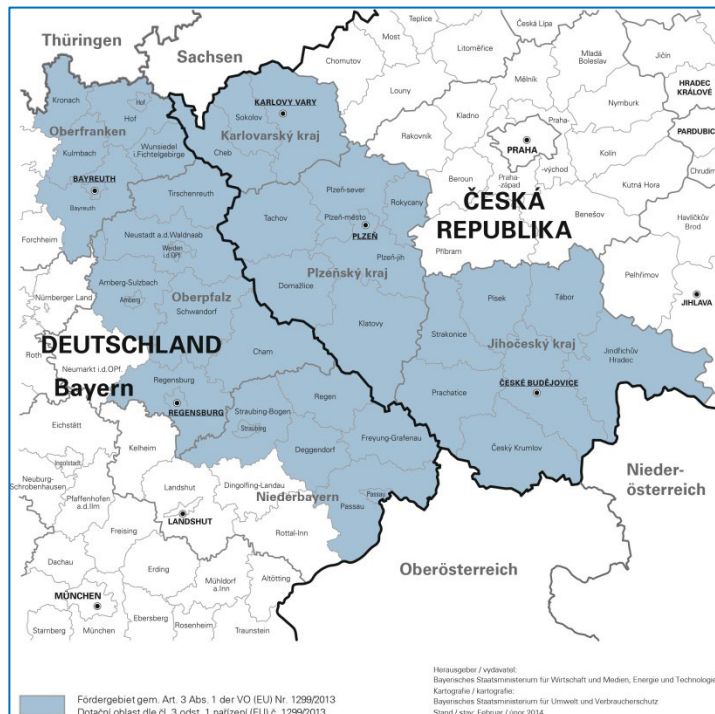 Thüringen
Sachsen
Teplice
Česká Lípa
Most
Litoměřice
Chomutov
Mladá
Boleslav
Jičín
Kronach
Hof
Hof
KARLOVY VARY
Sokolov
Louny
Mělník
HRADEC
KRÁLOVÉ
Oberfranken
Karlovarský kraj
Nymburk
Kulmbach
Wunsiedel
i.Fichtelgebirge
Cheb
Rakovník
Kladno
Praha-
PARDUBIC
BAYREUTH
Tirschenreuth
Plzeň-sever
PRAHA
Kolín
Bayreuth
Rokycany
Beroun
Praha-
západ
-východ
Chrudim
Forchheim
Neustadt a.d.Waldnaab
Tachov
Plzeň-město
ČESKÁ
REPUBLIKA
Kutná Hora
Weiden
i.d.OPf.
PLZEŇ
Benešov
Havlíčkův
Brod
Plzeň-jih
Příbram
Amberg-Sulzbach
Plzeňský kraj
Pelhřimov
Nürnberger Land
Amberg
Oberpfalz
Domažlice
Písek
Tábor
JIHLAVA
Schwandorf
Klatovy
Strakonice
DEUTSCHLAND
Roth
Cham
Jihočeský kraj
Jindřichův
Hradec
Neumarkt i.d.OPf.
Bayern
Regensburg
Regen
Prachatice
ČESKÉ BUDĚJOVICE
REGENSBURG
Straubing-Bogen
Eichstätt
Straubing
Freyung-Grafenau
Kelheim
Deggendorf
Český Krumlov
Ingolstadt
Nieder-
österreich
Neuburg-
Schrobenhausen
Landshut
Dingolfing-Landau
Pfaffenhofen
a.d.Ilm
Niederbayern
Passau
Passau
LANDSHUT
Freising
Rottal-Inn
Oberösterreich
Dachau
Erding
Mühldorf
a.Inn
Altötting
MÜNCHEN
Starnberg
München
Ebersberg
Rosenheim
Traunstein
Herausgeber / vydavatel:
Bayerisches Staatsministerium für Wirtschaft und Medien, Energie und Technologie
Kartografie / kartografie:
Bayerisches Staatsministerium für Umwelt und Verbraucherschutz
Stand / stav: Februar / únor 2014
Fördergebiet gem. Art. 3 Abs. 1 der VO (EU) Nr. 1299/2013
Dotační oblast dle čl. 3 odst. 1 nařízení (EU) č. 1299/2013